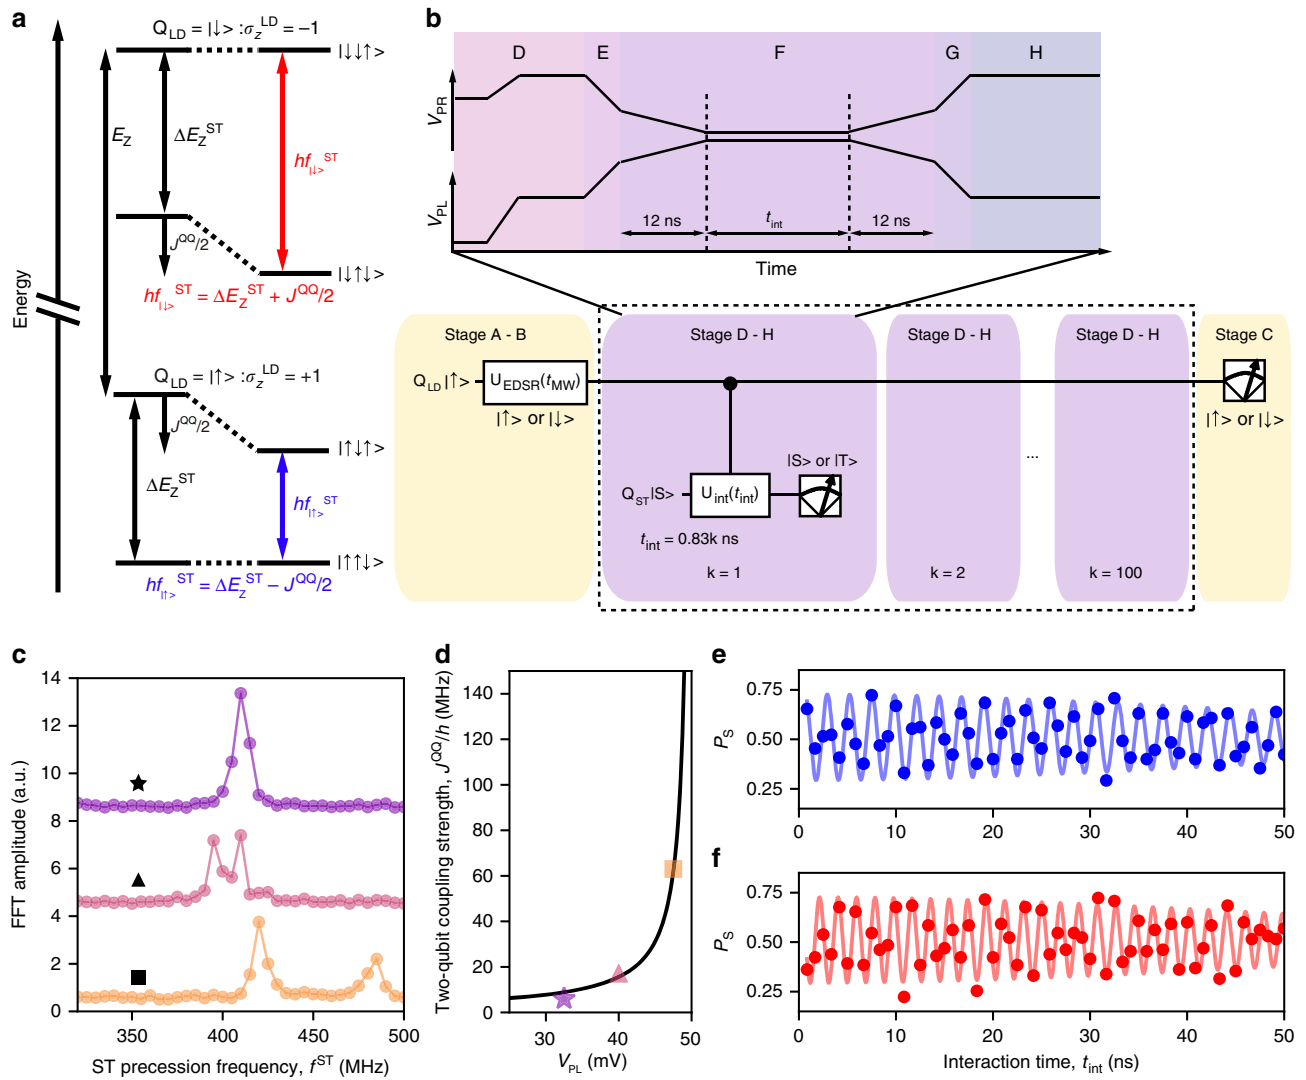 a
Q_LD = |↓> :σ_z^LD = −1
|↓↓↑>
E_Z
ΔE_Z^ST
hf_|↓>^ST
J^QQ/2
|↓↑↓>
hf_|↓>^ST = ΔE_Z^ST + J^QQ/2
Energy
Q_LD = |↑> :σ_z^LD = +1
J^QQ/2
|↑↓↑>
ΔE_Z^ST
hf_|↑>^ST
|↑↑↓>
hf_|↑>^ST = ΔE_Z^ST − J^QQ/2
b
D E F G H
V_PR
V_PL
12 ns t_int 12 ns
Time
Stage A - B Stage D - H Stage D - H Stage D - H Stage C
Q_LD |↑> U_EDSR(t_MW)
|↑> or |↓> |↑> or |↓>
|S> or |T>
...
Q_ST|S> U_int(t_int)
t_int = 0.83k ns
k = 1 k = 2 k = 100
c
14
12
10
8
6
4
2
0
FFT amplitude (a.u.)
350 400 450 500
ST precession frequency, f^ST (MHz)
d
140
120
100
80
60
40
20
0
Two-qubit coupling strength, J^QQ/h (MHz)
30 40 50
V_PL (mV)
e
0.75
0.50
0.25
P_S
0 10 20 30 40 50
f
0.75
0.50
0.25
P_S
0 10 20 30 40 50
Interaction time, t_int (ns)